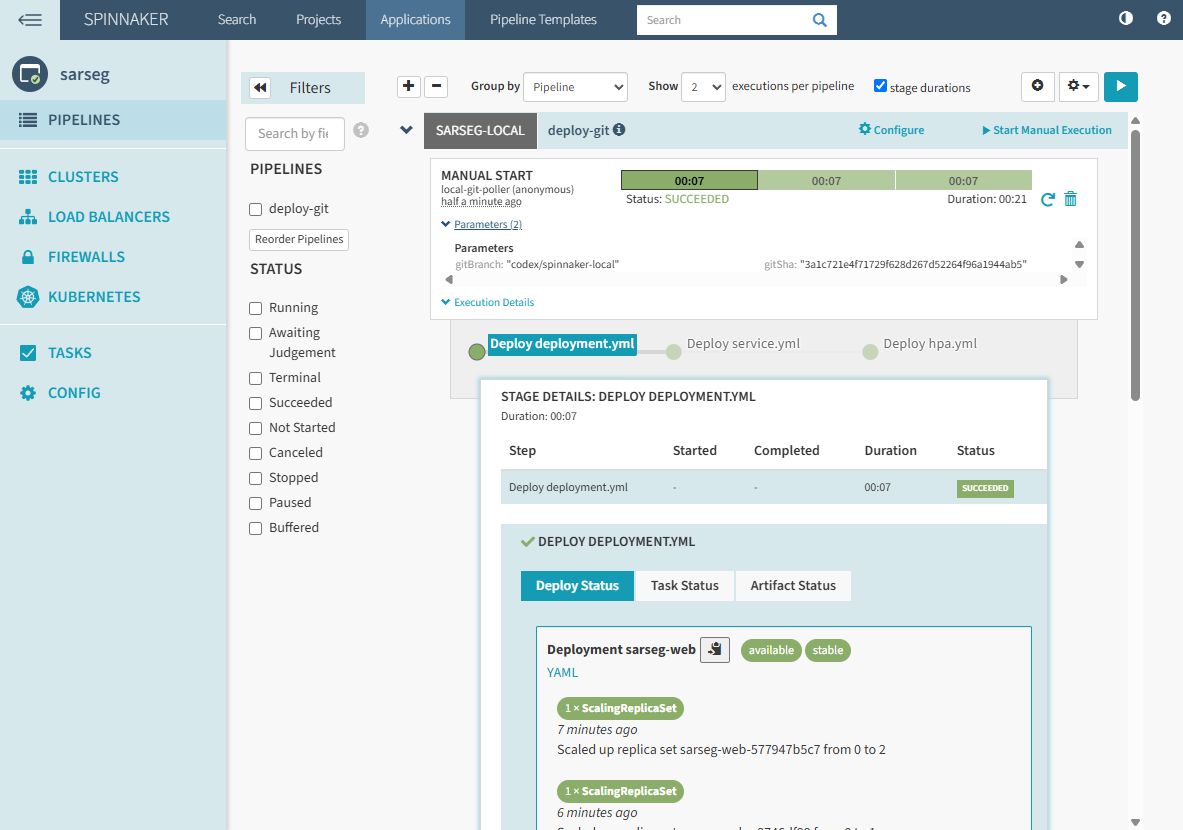 SPINNAKER
Search
Projects
Applications
Pipeline Templates
Search
sarseg
PIPELINES
CLUSTERS
LOAD BALANCERS
FIREWALLS
KUBERNETES
TASKS
CONFIG
Filters
Search by fie
PIPELINES
deploy-git
Reorder Pipelines
STATUS
Running
Awaiting
Judgement
Terminal
Succeeded
Not Started
Canceled
Stopped
Paused
Buffered
Group by Pipeline Show 2 executions per pipeline stage durations
SARSEG-LOCAL deploy-git Configure Start Manual Execution
MANUAL START
local-git-poller (anonymous)
half a minute ago
00:07 00:07 00:07
Status: SUCCEEDED Duration: 00:21
Parameters (2)
Parameters
gitBranch: "codex/spinnaker-local" gitSha: "3a1c721e4f71729f628d267d52264f96a1944ab5"
Execution Details
Deploy deployment.yml Deploy service.yml Deploy hpa.yml
STAGE DETAILS: DEPLOY DEPLOYMENT.YML
Duration: 00:07
Step Started Completed Duration Status
Deploy deployment.yml - - 00:07 SUCCEEDED
DEPLOY DEPLOYMENT.YML
Deploy Status Task Status Artifact Status
Deployment sarseg-web available stable
YAML
1 × ScalingReplicaSet
7 minutes ago
Scaled up replica set sarseg-web-577947b5c7 from 0 to 2
1 × ScalingReplicaSet
6 minutes ago